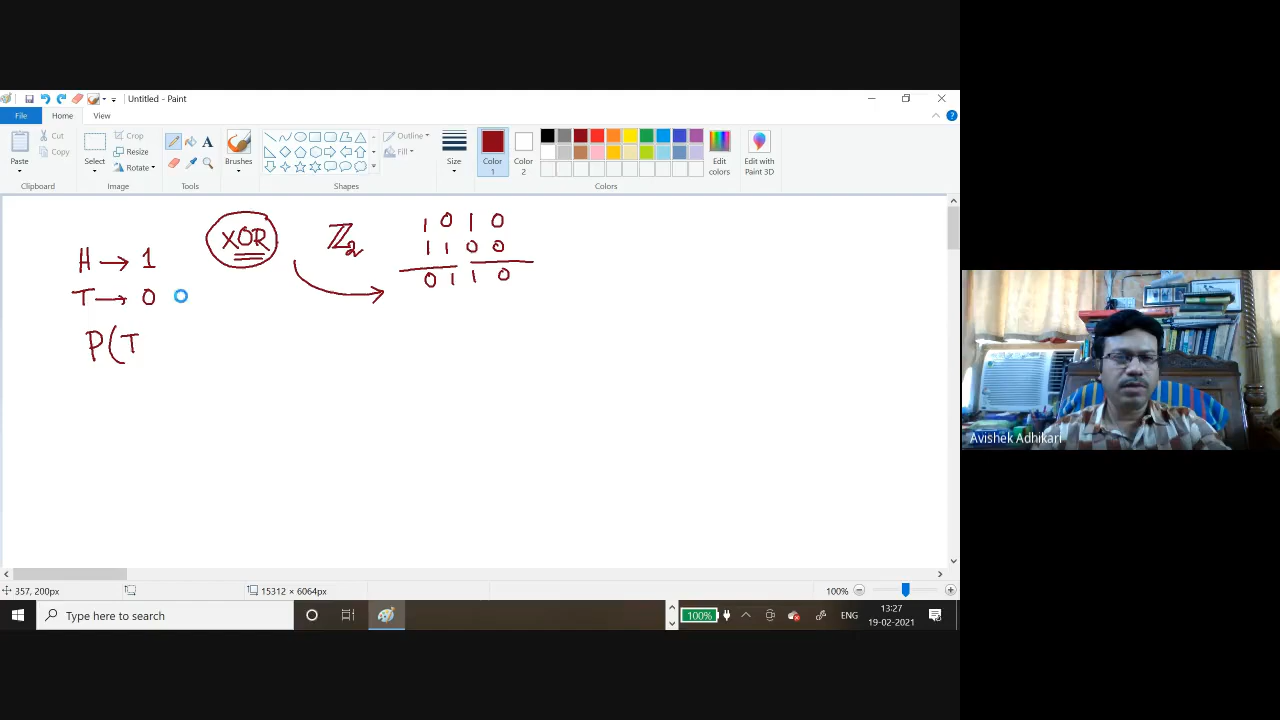 Untitled - Paint
File Home View
Paste
Cut
Copy
Clipboard
Select
Crop
Resize
Rotate
Image
Tools
Brushes
Shapes
Outline
Fill
Size
Color 1
Color 2
Edit colors
Colors
Edit with Paint 3D
H → 1
T → 0
P(T
XOR
ℤ2
1 0 1 0
1 1 0 0
0 1 1 0
Avishek Adhikari
357, 200px
15312 × 6064px
100%
Type here to search
100%
ENG
13:27
19-02-2021